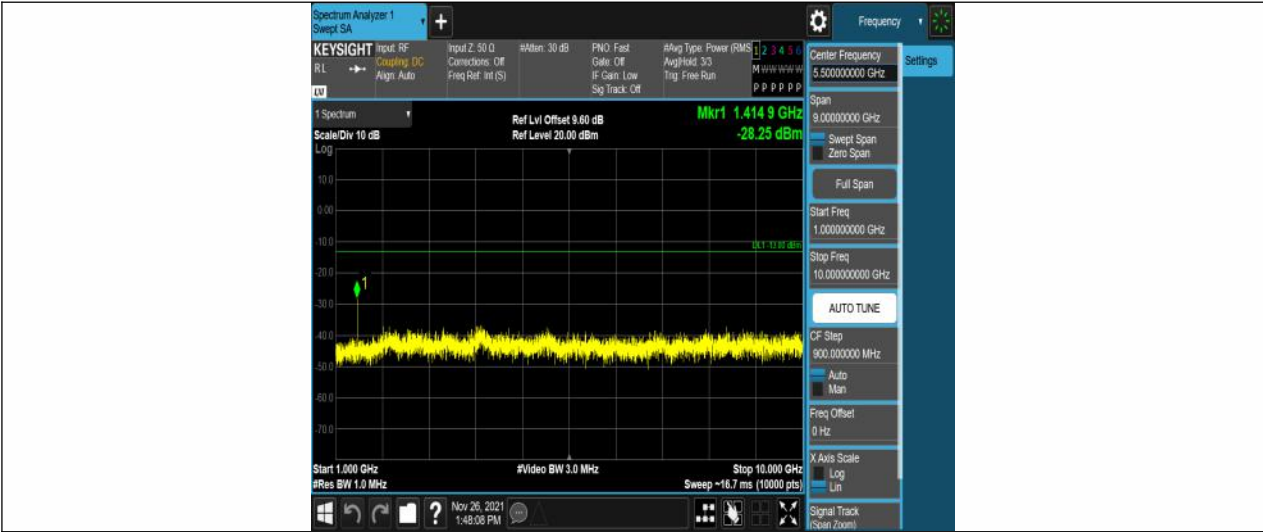 Spectrum Analyzer 1
Swept SA
+
Frequency
KEYSIGHT
RL
Input: RF
Coupling: DC
Align: Auto
Input Z: 50 Ω
Corrections: Off
Freq Ref: Int (S)
#Atten: 30 dB
PNO: Fast
Gate: Off
IF Gain: Low
Sig Track: Off
#Avg Type: Power (RMS
Avg|Hold: 3/3
Trig: Free Run
1 2 3 4 5 6
M W W W W W
P P P P P P
1 Spectrum
Scale/Div 10 dB
Log
Ref Lvl Offset 9.60 dB
Ref Level 20.00 dBm
Mkr1 1.414 9 GHz
-28.25 dBm
10.0
0.00
-10.0
DL1 -13.00 dBm
-20.0
1
-30.0
-40.0
-50.0
-60.0
-70.0
Start 1.000 GHz
#Video BW 3.0 MHz
Stop 10.000 GHz
#Res BW 1.0 MHz
Sweep ~16.7 ms (10000 pts)
?
Nov 26, 2021
1:48:08 PM
Center Frequency
5.500000000 GHz
Settings
Span
9.00000000 GHz
Swept Span
Zero Span
Full Span
Start Freq
1.000000000 GHz
Stop Freq
10.000000000 GHz
AUTO TUNE
CF Step
900.000000 MHz
Auto
Man
Freq Offset
0 Hz
X Axis Scale
Log
Lin
Signal Track
(Span Zoom)